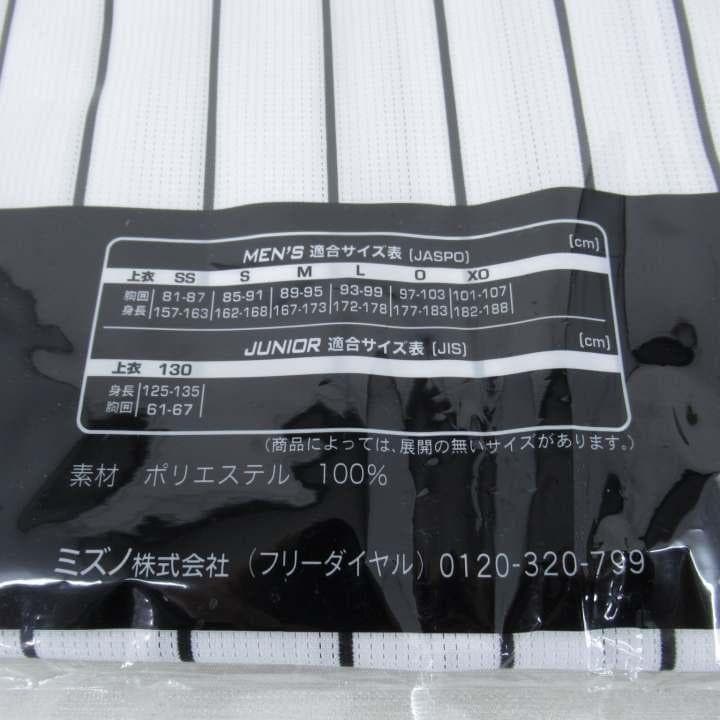 MEN'S 適合サイズ表 [JASPO] [cm]
上衣 SS S M L O XO
胸囲 81-87 85-91 89-95 93-99 97-103 101-107
身長 157-163 162-168 167-173 172-178 177-183 182-188
JUNIOR 適合サイズ表 [JIS] [cm]
上衣 130
身長 125-135
胸囲 61-67
(商品によっては、展開の無いサイズがあります。)
素材 ポリエステル 100%
ミズノ株式会社 (フリーダイヤル) 0120-320-799